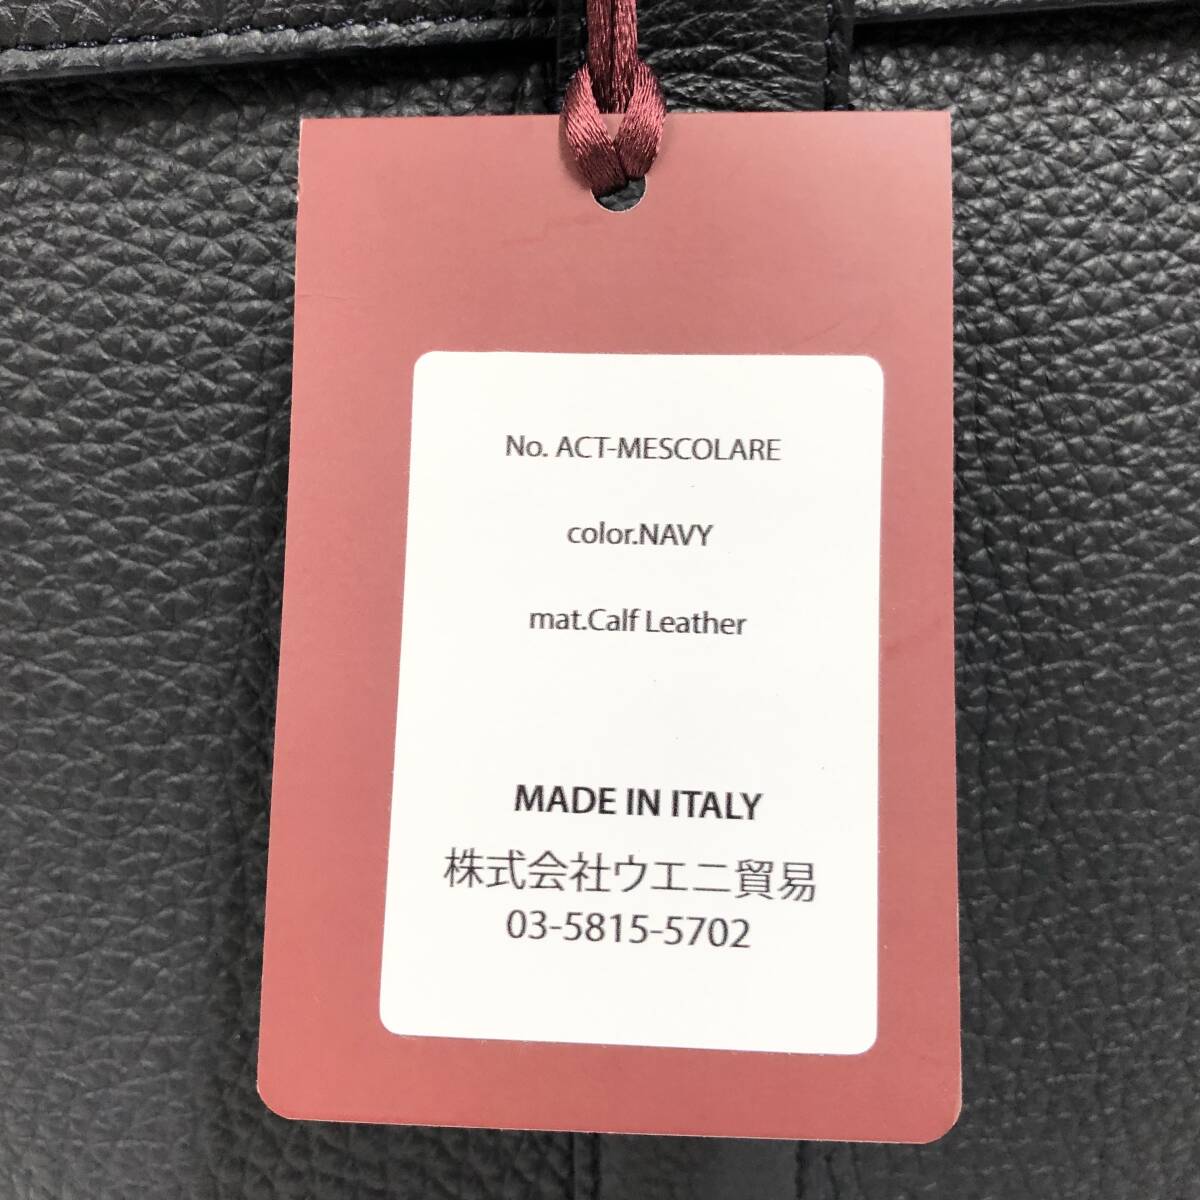 No. ACT-MESCOLARE
color.NAVY
mat.Calf Leather
MADE IN ITALY
株式会社ウエニ貿易
03-5815-5702